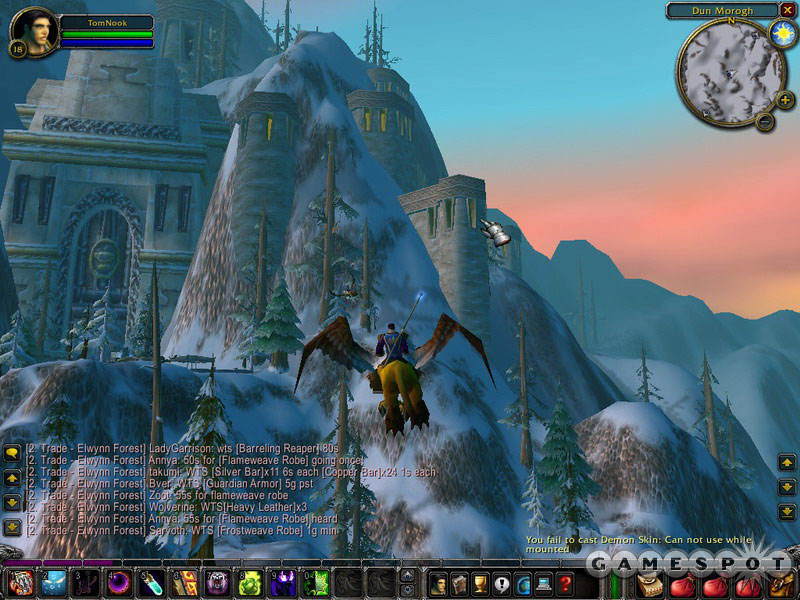 TomNook
18
Dun Morogh
N
[2. Trade - Elwynn Forest] LadyGarrison: wts [Barreling Reaper] 80s
[2. Trade - Elwynn Forest] Annya: 50s for [Flameweave Robe] going once!
[2. Trade - Elwynn Forest] takumi: WTS [Silver Bar]x11 6s each [Copper Bar]x24 1s each
[2. Trade - Elwynn Forest] Byer: WTS [Guardian Armor] 5g pst
[2. Trade - Elwynn Forest] Zoot: 55s for flameweave robe
[2. Trade - Elwynn Forest] Wolverine: WTS[Heavy Leather]x3
[2. Trade - Elwynn Forest] Annya: 55s for [Flameweave Robe] heard
[2. Trade - Elwynn Forest] Sarvoth: WTS [Frostweave Robe] 1g min
You fail to cast Demon Skin: Can not use while
mounted
GAMESPOT